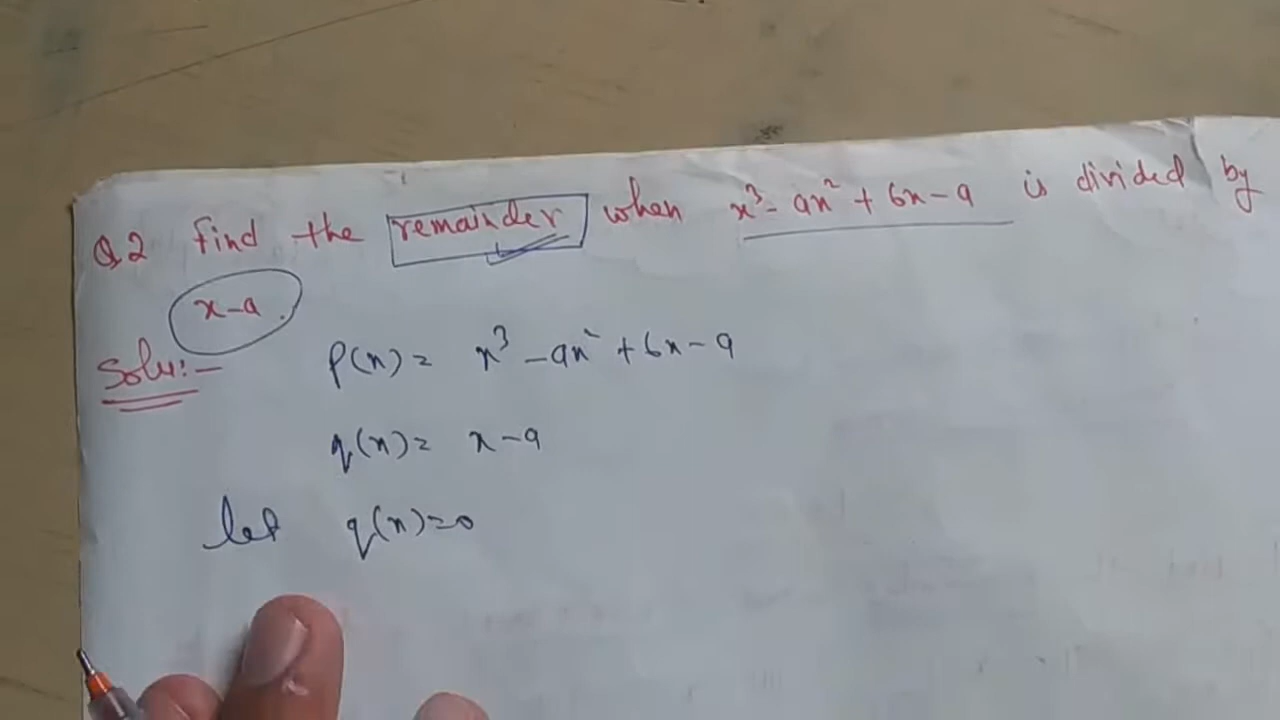 Q2 Find the remainder when x³- ax² + 6x - a is divided by
x-a.
Solu:-
p(x) = x³ - ax² + 6x - a
q(x) = x - a
let q(x)=0